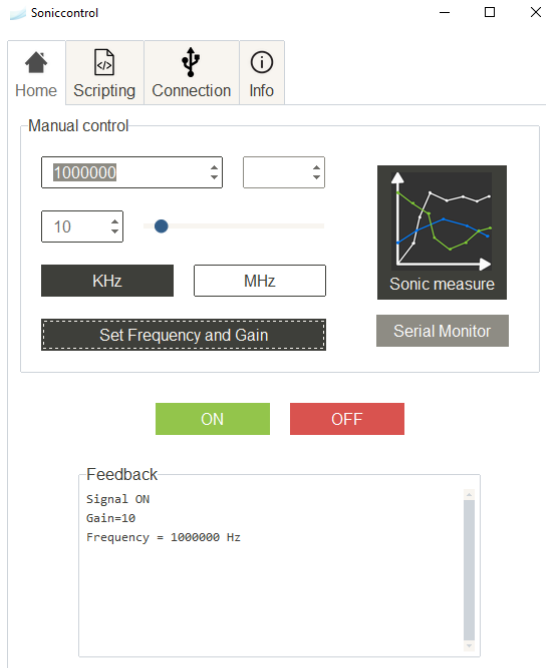 Soniccontrol
Home Scripting Connection Info
Manual control
1000000
10
KHz MHz
Sonic measure
Set Frequency and Gain
Serial Monitor
ON OFF
Feedback
Signal ON
Gain=10
Frequency = 1000000 Hz